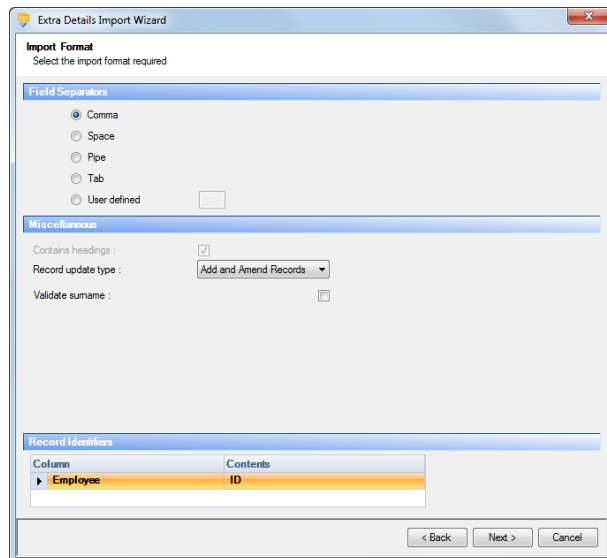 Extra Details Import Wizard
Import Format
Select the import format required
Field Separators
Comma
Space
Pipe
Tab
User defined
Miscellaneous
Contains headings :
Record update type : Add and Amend Records
Validate surname :
Record Identifiers
Column Contents
Employee ID
< Back Next > Cancel